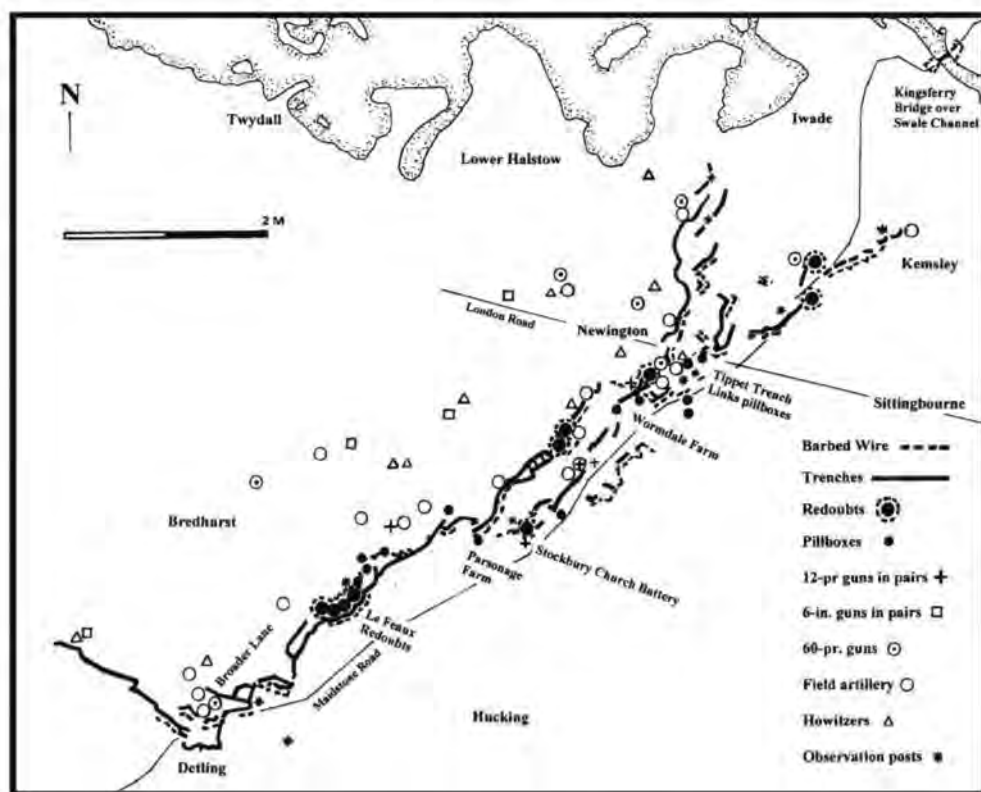 N
Twydall
Lower Halstow
Iwade
Kingsferry
Bridge over
Swale Channel
2 M
Kemsley
London Road
Newington
Tippet Trench
Links pillboxes
Sittingbourne
Wormdale Farm
Bredhurst
Stockbury Church Battery
Parsonage
Farm
La Feaux
Redoubts
Broader Lane
Maidstone Road
Hucking
Detling
Barbed Wire
Trenches
Redoubts
Pillboxes
12-pr guns in pairs
6-in. guns in pairs
60-pr. guns
Field artillery
Howitzers
Observation posts